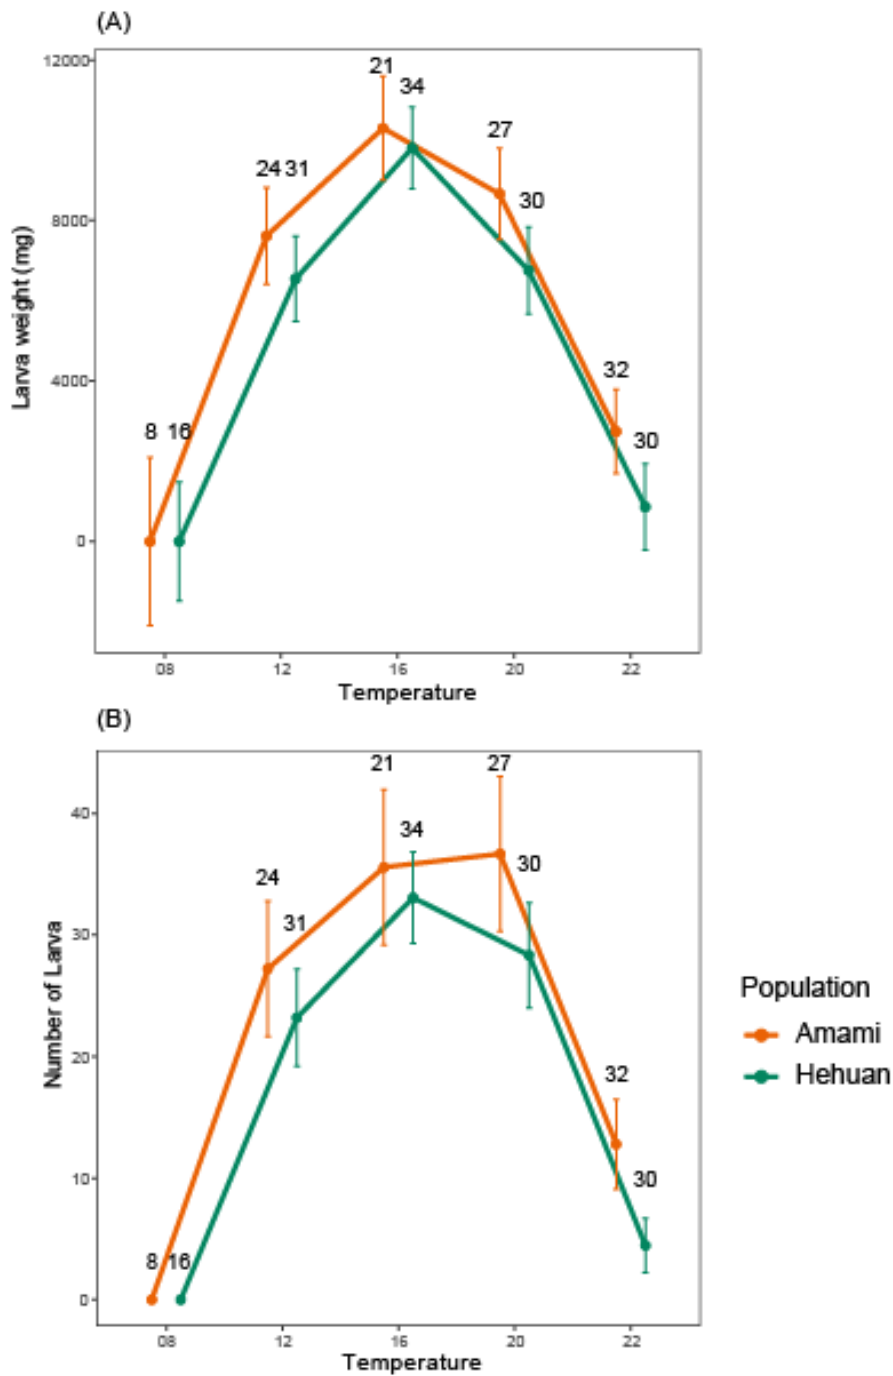 (A)
12000
8000
4000
0
Larva weight (mg)
21
34
24 31
27
30
8 16
32
30
08 12 16 20 22
Temperature
(B)
40
30
20
10
0
Number of Larva
21
27
34
24
30
31
32
30
8 16
08 12 16 20 22
Temperature
Population
Amami
Hehuan